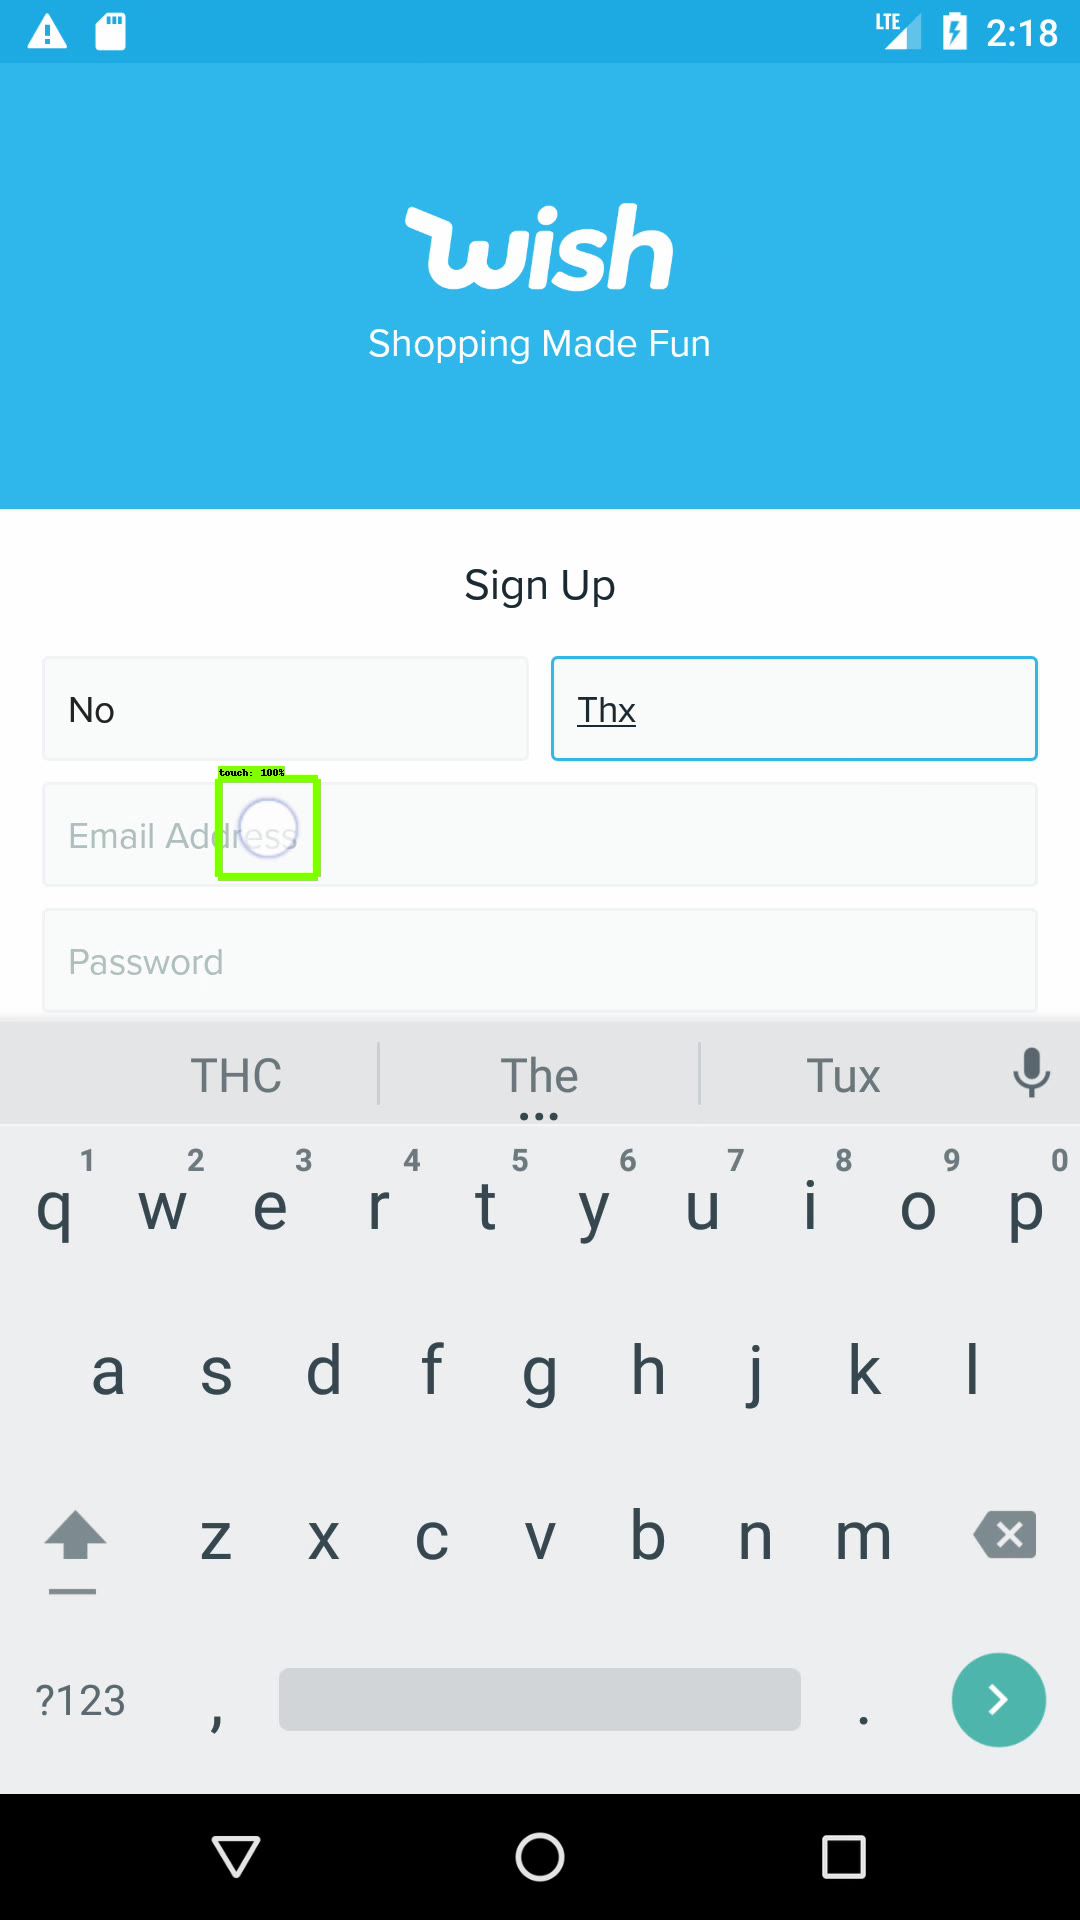 LTE 2:18
wish
Shopping Made Fun
Sign Up
No Thx
touch: 100%
Email Address
Password
THC The Tux
1 2 3 4 5 6 7 8 9 0
q w e r t y u i o p
a s d f g h j k l
z x c v b n m
?123 , .